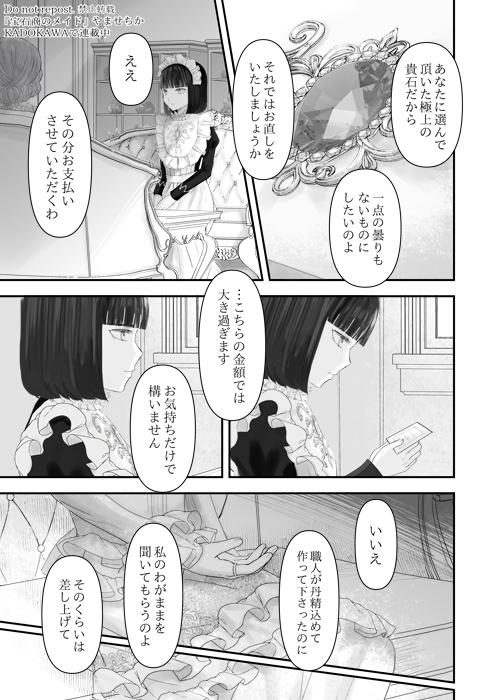 Do not repost. 禁止転載
『宝石商のメイド』やませちか
KADOKAWAで連載中
あなたに選んで
頂いた極上の
貴石だから
一点の曇りも
ないものに
したいのよ
それではお直しを
いたしましょうか
ええ
その分お支払い
させていただくわ
…こちらの金額では
大き過ぎます
お気持ちだけで
構いません
いいえ
職人が丹精込めて
作って下さったのに
私のわがままを
聞いてもらうのよ
そのくらいは
差し上げて